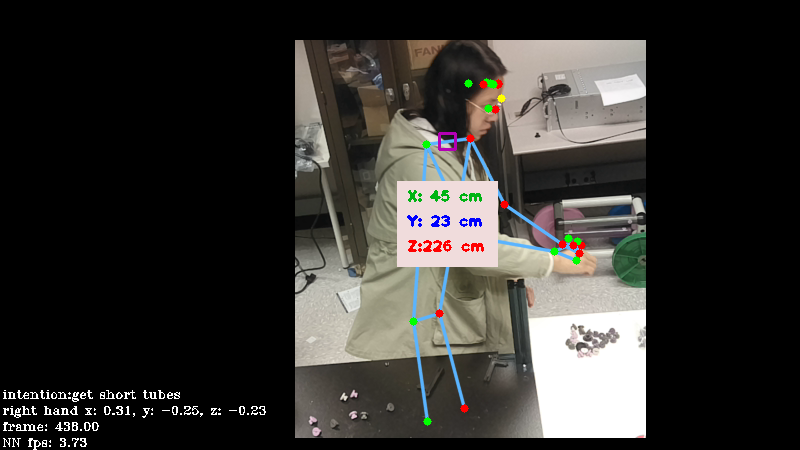 FANUC
X: 45 cm
Y: 23 cm
Z:226 cm
intention:get short tubes
right hand x: 0.31, y: -0.25, z: -0.23
frame: 438.00
NN fps: 3.73